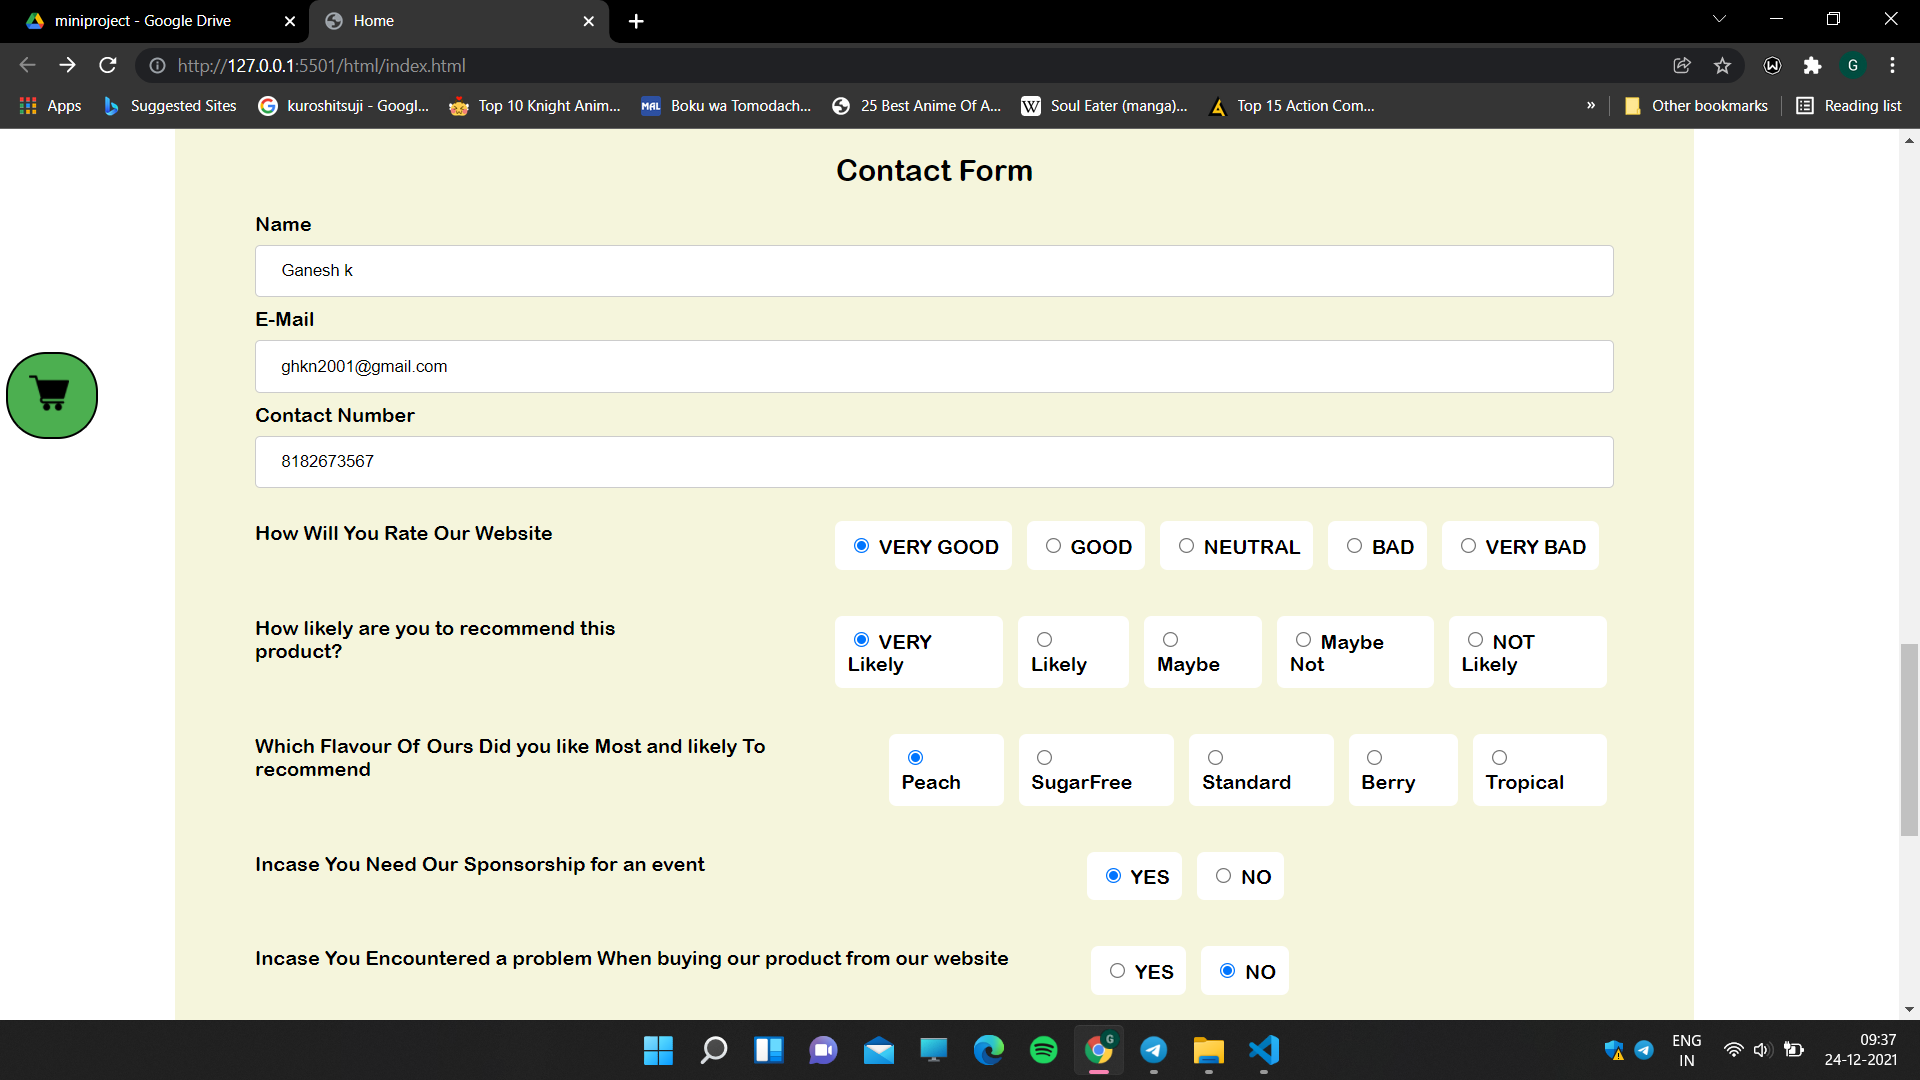 miniproject - Google Drive
Home
http://127.0.0.1:5501/html/index.html
G
Apps
Suggested Sites
kuroshitsuji - Googl...
Top 10 Knight Anim...
MAL
Boku wa Tomodach...
25 Best Anime Of A...
W
Soul Eater (manga)...
Top 15 Action Com...
»
Other bookmarks
Reading list
Contact Form
Name
Ganesh k
E-Mail
ghkn2001@gmail.com
Contact Number
8182673567
How Will You Rate Our Website
VERY GOOD
GOOD
NEUTRAL
BAD
VERY BAD
How likely are you to recommend this
product?
VERY
Likely
Likely
Maybe
Maybe
Not
NOT
Likely
Which Flavour Of Ours Did you like Most and likely To
recommend
Peach
SugarFree
Standard
Berry
Tropical
Incase You Need Our Sponsorship for an event
YES
NO
Incase You Encountered a problem When buying our product from our website
YES
NO
G
ENG
IN
09:37
24-12-2021